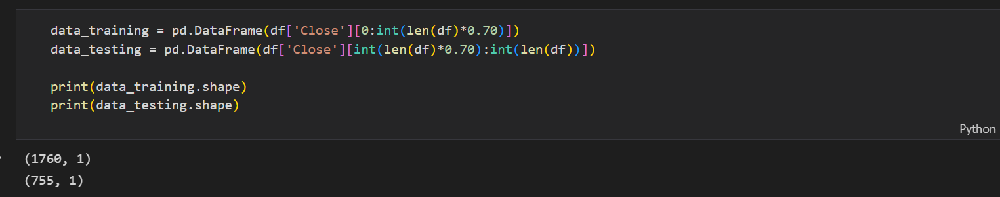 data_training = pd.DataFrame(df['Close'][0:int(len(df)*0.70)])
data_testing = pd.DataFrame(df['Close'][int(len(df)*0.70):int(len(df))])
print(data_training.shape)
print(data_testing.shape)
Python
(1760, 1)
(755, 1)